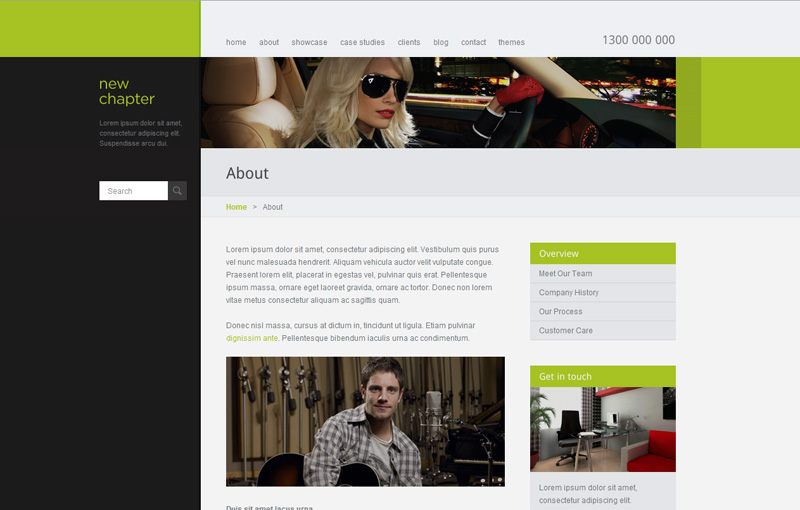 home about showcase case studies clients blog contact themes
1300 000 000
new
chapter
Lorem ipsum dolor sit amet,
consectetur adipiscing elit.
Suspendisse arcu dui.
Search
About
Home > About
Lorem ipsum dolor sit amet, consectetur adipiscing elit. Vestibulum quis purus
vel nunc malesuada hendrerit. Aliquam vehicula auctor velit vulputate congue.
Praesent lorem elit, placerat in egestas vel, pulvinar quis erat. Pellentesque
ipsum massa, ornare eget laoreet gravida, ornare ac tortor. Donec non lorem
vitae metus consectetur aliquam ac sagittis quam.
Donec nisl massa, cursus at dictum in, tincidunt ut ligula. Etiam pulvinar
dignissim ante. Pellentesque bibendum iaculis urna ac condimentum.
Duis sit amet lacus urna
Overview
Meet Our Team
Company History
Our Process
Customer Care
Get in touch
Lorem ipsum dolor sit amet,
consectetur adipiscing elit.